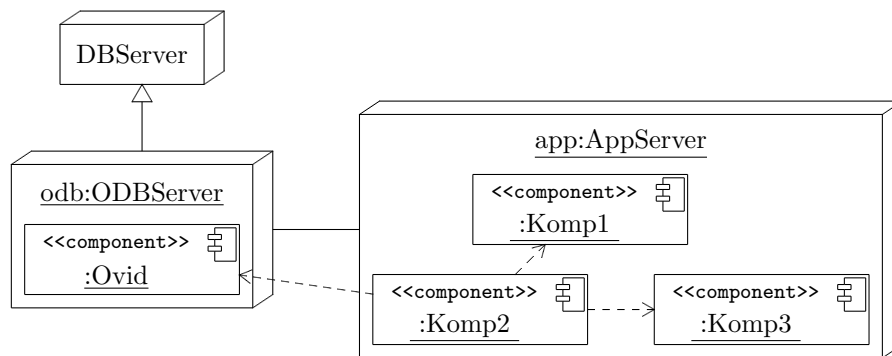 DBServer
odb:ODBServer
<<component>>
:Ovid
app:AppServer
<<component>>
:Komp1
<<component>>
:Komp2
<<component>>
:Komp3